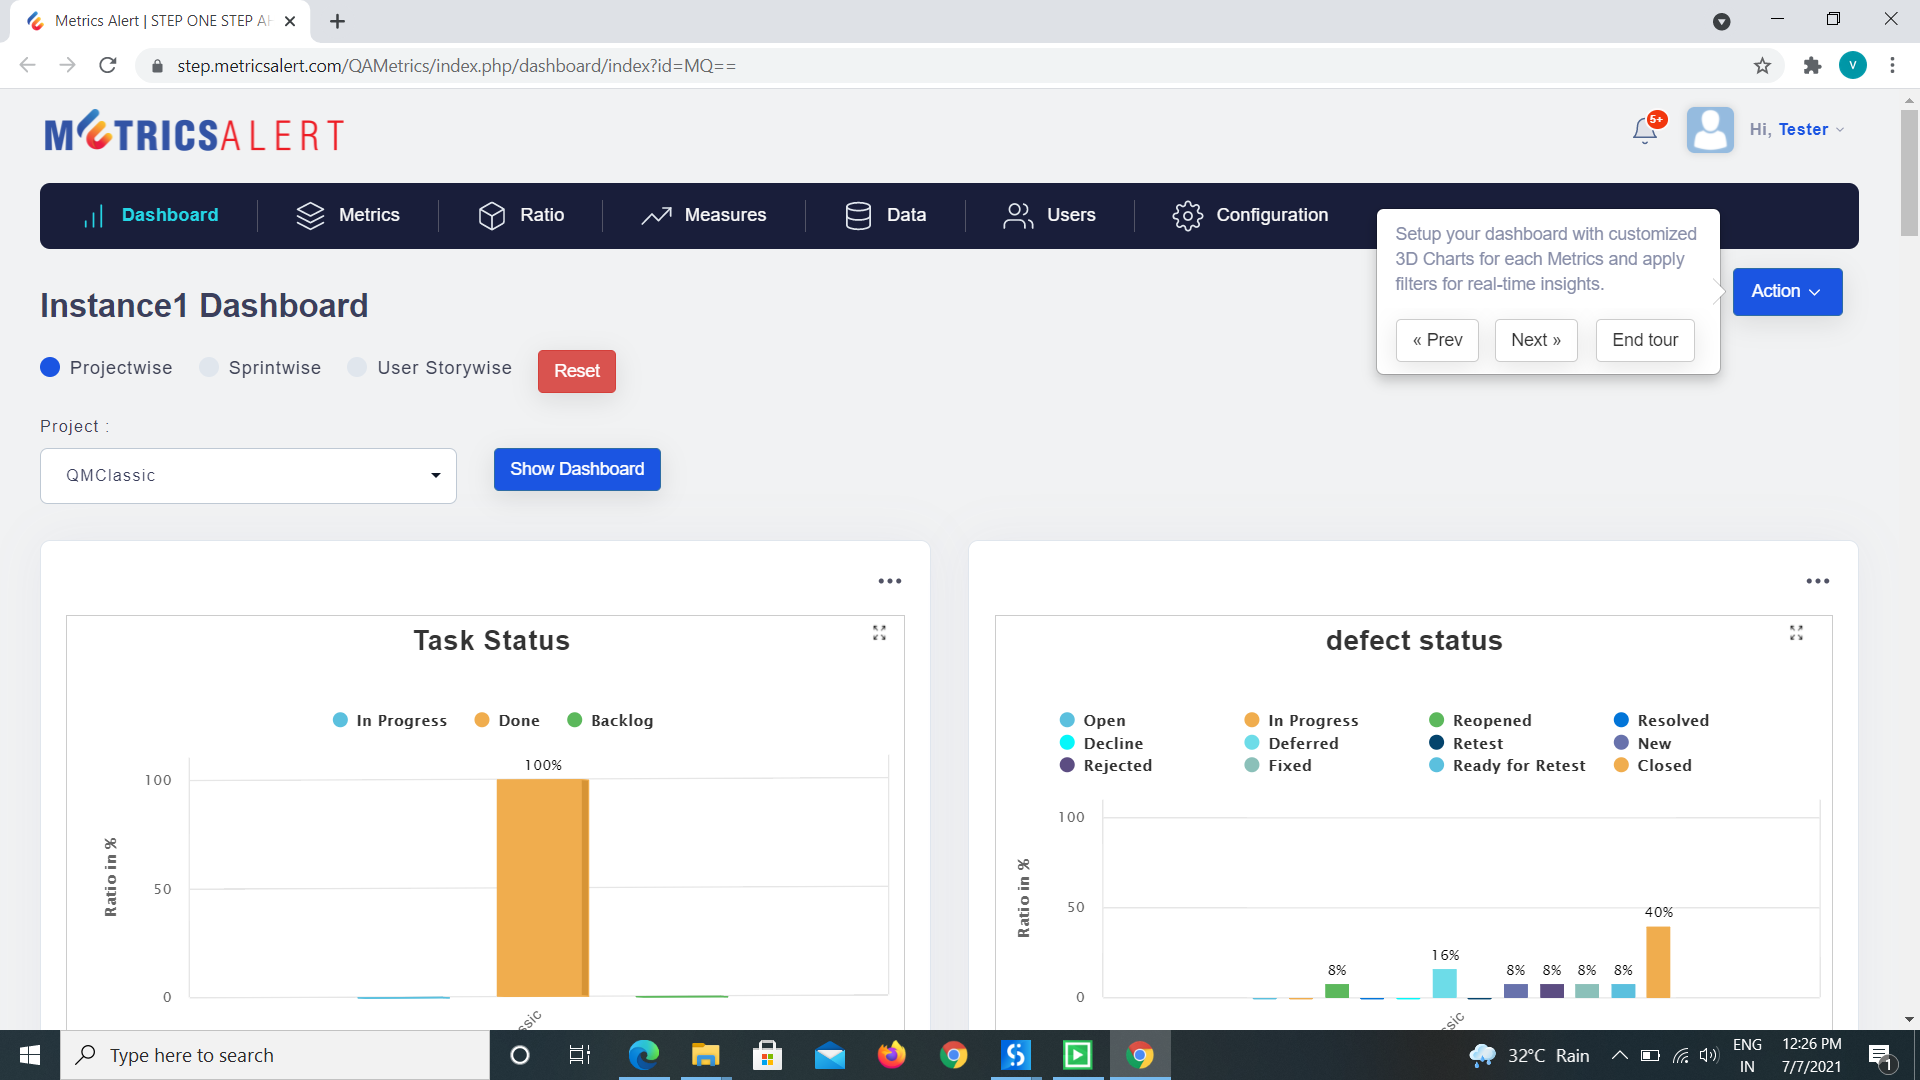 Metrics Alert | STEP ONE STEP AH
step.metricsalert.com/QAMetrics/index.php/dashboard/index?id=MQ==
V
METRICSALERT
5+
Hi, Tester
Dashboard
Metrics
Ratio
Measures
Data
Users
Configuration
Setup your dashboard with customized
3D Charts for each Metrics and apply
filters for real-time insights.
« Prev
Next »
End tour
Action
Instance1 Dashboard
Projectwise
Sprintwise
User Storywise
Reset
Project :
QMClassic
Show Dashboard
Task Status
In Progress
Done
Backlog
100%
100
50
0
Ratio in %
ssic
defect status
Open
In Progress
Reopened
Resolved
Decline
Deferred
Retest
New
Rejected
Fixed
Ready for Retest
Closed
100
50
0
Ratio in %
8%
16%
8%
8%
8%
8%
40%
ssic
Type here to search
32°C Rain
ENG
IN
12:26 PM
7/7/2021
1